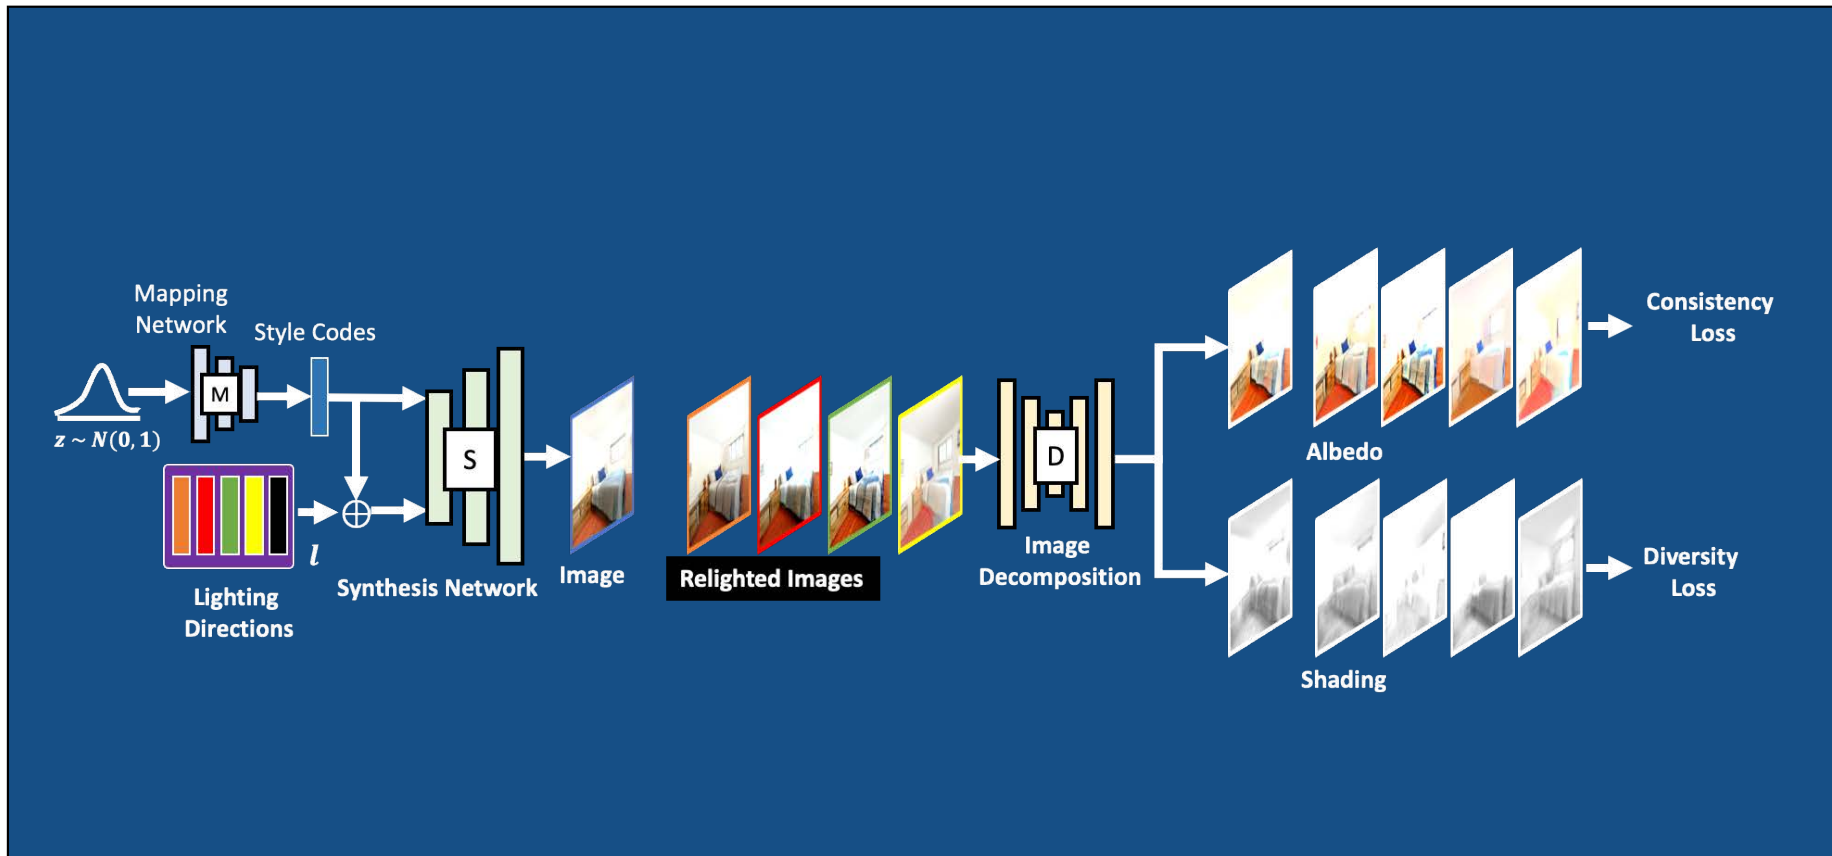 Mapping
Network
Style Codes
M
z ~ N(0, 1)
l
Lighting
Directions
S
Synthesis Network
Image
Relighted Images
D
Image
Decomposition
Albedo
Shading
Consistency
Loss
Diversity
Loss